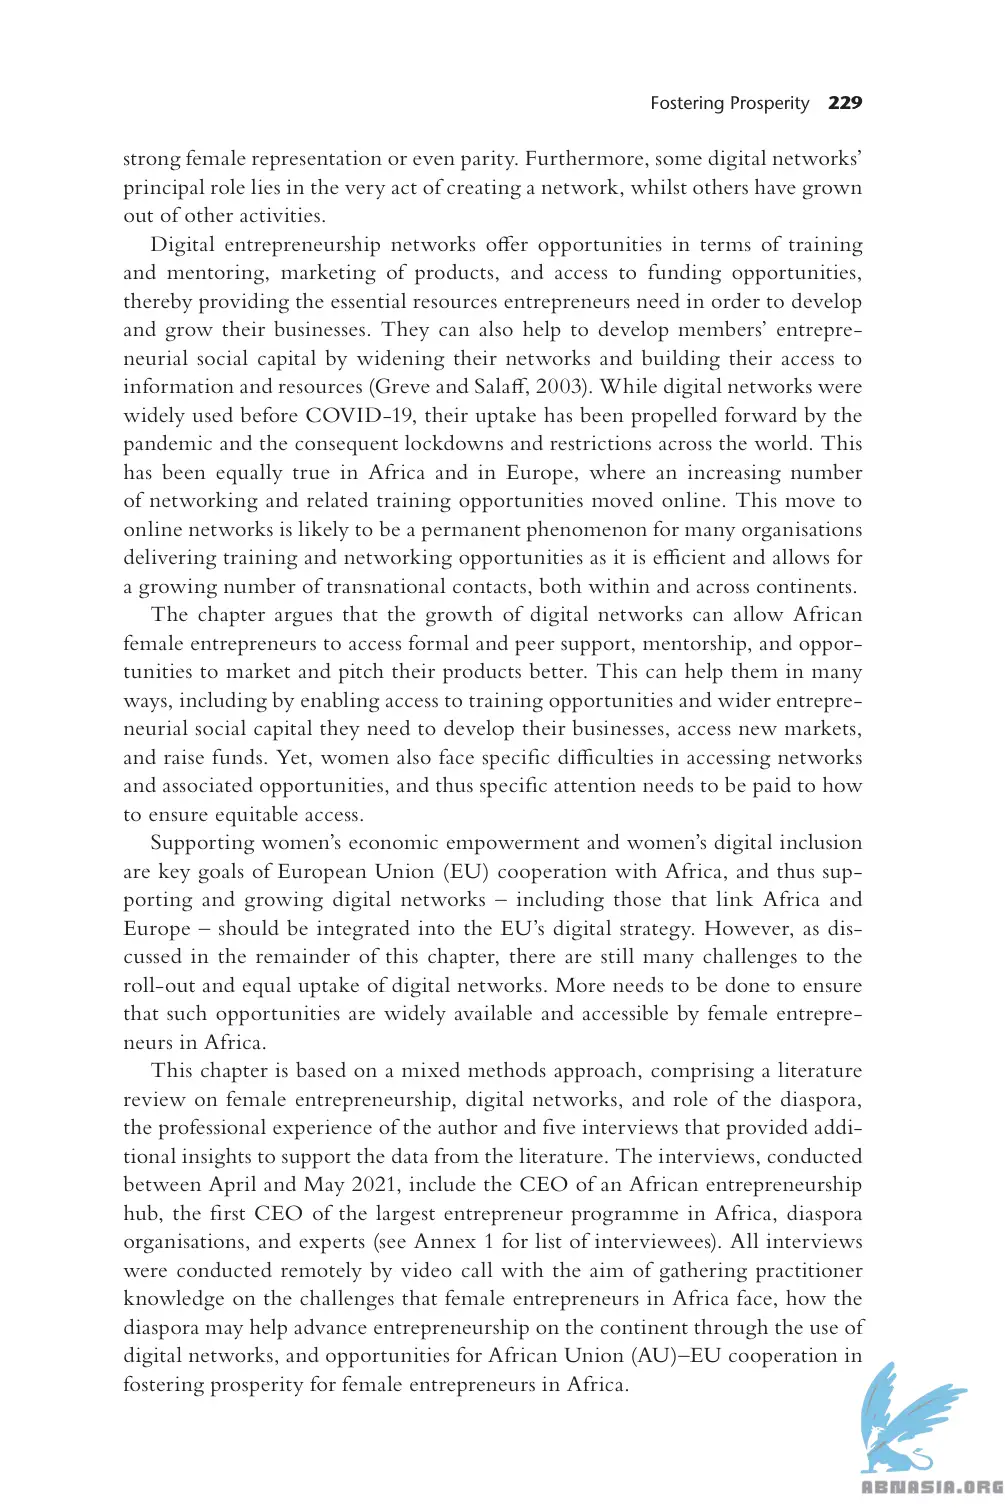 Fostering Prosperity 229
strong female representation or even parity. Furthermore, some digital networks’
principal role lies in the very act of creating a network, whilst others have grown
out of other activities.
Digital entrepreneurship networks offer opportunities in terms of training
and mentoring, marketing of products, and access to funding opportunities,
thereby providing the essential resources entrepreneurs need in order to develop
and grow their businesses. They can also help to develop members’ entrepre-
neurial social capital by widening their networks and building their access to
information and resources (Greve and Salaff, 2003). While digital networks were
widely used before COVID-19, their uptake has been propelled forward by the
pandemic and the consequent lockdowns and restrictions across the world. This
has been equally true in Africa and in Europe, where an increasing number
of networking and related training opportunities moved online. This move to
online networks is likely to be a permanent phenomenon for many organisations
delivering training and networking opportunities as it is efficient and allows for
a growing number of transnational contacts, both within and across continents.
The chapter argues that the growth of digital networks can allow African
female entrepreneurs to access formal and peer support, mentorship, and oppor-
tunities to market and pitch their products better. This can help them in many
ways, including by enabling access to training opportunities and wider entrepre-
neurial social capital they need to develop their businesses, access new markets,
and raise funds. Yet, women also face specific difficulties in accessing networks
and associated opportunities, and thus specific attention needs to be paid to how
to ensure equitable access.
Supporting women’s economic empowerment and women’s digital inclusion
are key goals of European Union (EU) cooperation with Africa, and thus sup-
porting and growing digital networks – including those that link Africa and
Europe – should be integrated into the EU’s digital strategy. However, as dis-
cussed in the remainder of this chapter, there are still many challenges to the
roll-out and equal uptake of digital networks. More needs to be done to ensure
that such opportunities are widely available and accessible by female entrepre-
neurs in Africa.
This chapter is based on a mixed methods approach, comprising a literature
review on female entrepreneurship, digital networks, and role of the diaspora,
the professional experience of the author and five interviews that provided addi-
tional insights to support the data from the literature. The interviews, conducted
between April and May 2021, include the CEO of an African entrepreneurship
hub, the first CEO of the largest entrepreneur programme in Africa, diaspora
organisations, and experts (see Annex 1 for list of interviewees). All interviews
were conducted remotely by video call with the aim of gathering practitioner
knowledge on the challenges that female entrepreneurs in Africa face, how the
diaspora may help advance entrepreneurship on the continent through the use of
digital networks, and opportunities for African Union (AU)–EU cooperation in
fostering prosperity for female entrepreneurs in Africa.
ABNASIA.ORG